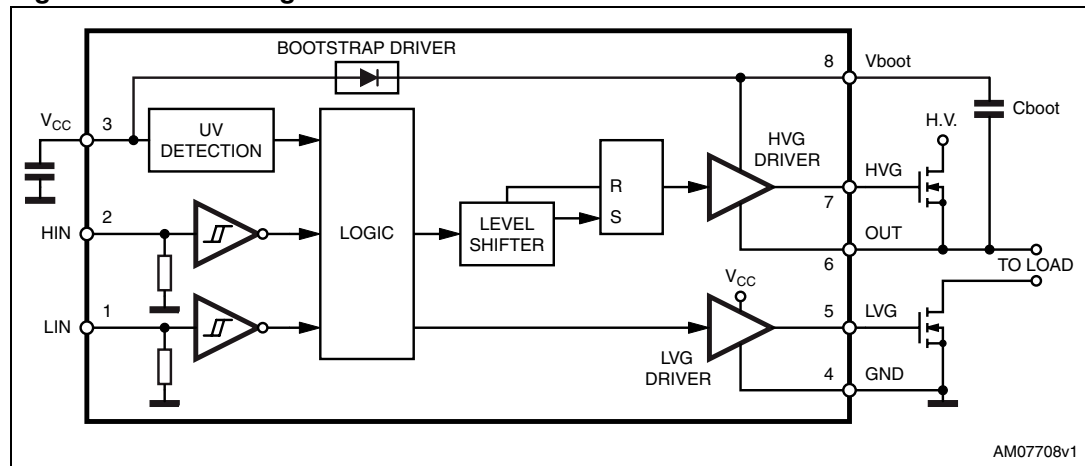 BOOTSTRAP DRIVER
8
Vboot
VCC
3
UV
DETECTION
H.V.
Cboot
HVG
DRIVER
HVG
7
R
S
HIN
2
LOGIC
LEVEL
SHIFTER
OUT
6
TO LOAD
VCC
LIN
1
5
LVG
LVG
DRIVER
4
GND
AM07708v1